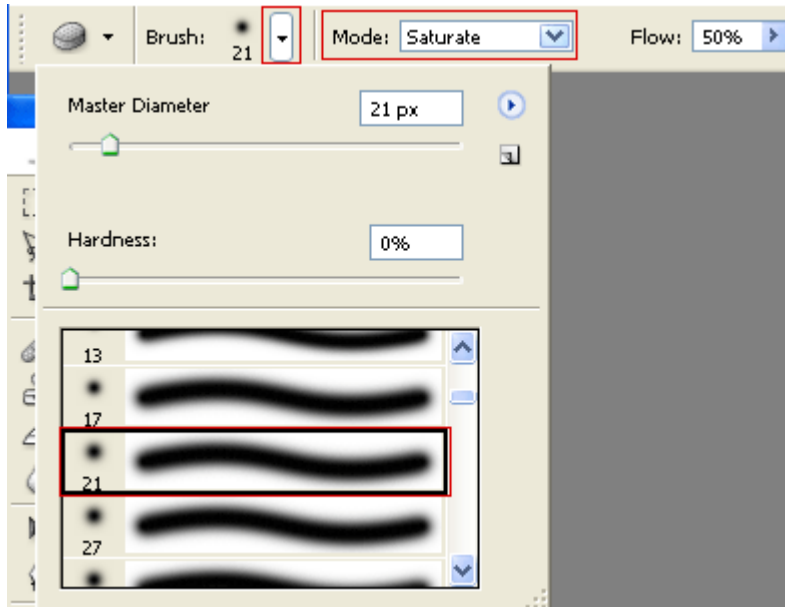 Brush: 21 Mode: Saturate Flow: 50%
Master Diameter 21 px
Hardness: 0%
13
17
21
27